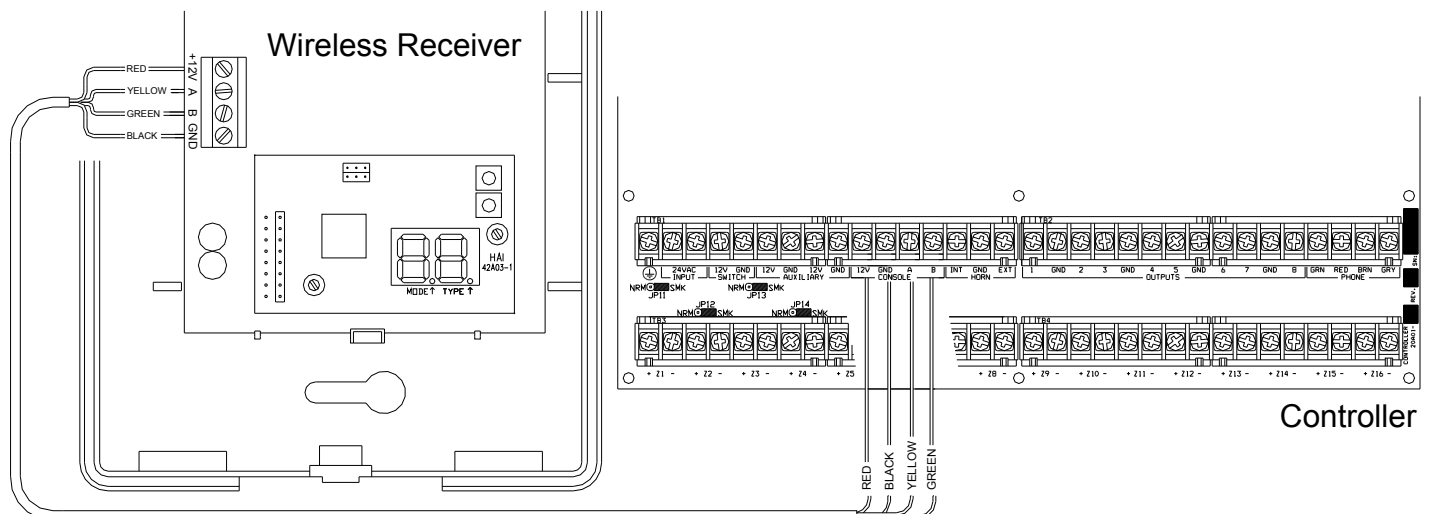 Wireless Receiver
+12V A B GND
RED
YELLOW
GREEN
BLACK
HAI
42A03-1
MODE↑ TYPE↑
TB1 TB2
24VAC INPUT
12V GND SWITCH
12V GND 12V GND AUXILIARY
12V GND A B CONSOLE
INT GND EXT HORN
1 GND 2 3 GND 4 5 GND 6 7 GND 8 OUTPUTS
GRN RED BRN GRY PHONE
SN:
REV.
NRM SMK NRM SMK
JP11 JP13
JP12 JP14
NRM SMK NRM SMK
TB3 TB4
CONTROLLER
20A01-
+ Z1 - + Z2 - + Z3 - + Z4 - + Z5 + Z8 - + Z9 - + Z10 - + Z11 - + Z12 - + Z13 - + Z14 - + Z15 - + Z16 -
Controller
RED
BLACK
YELLOW
GREEN